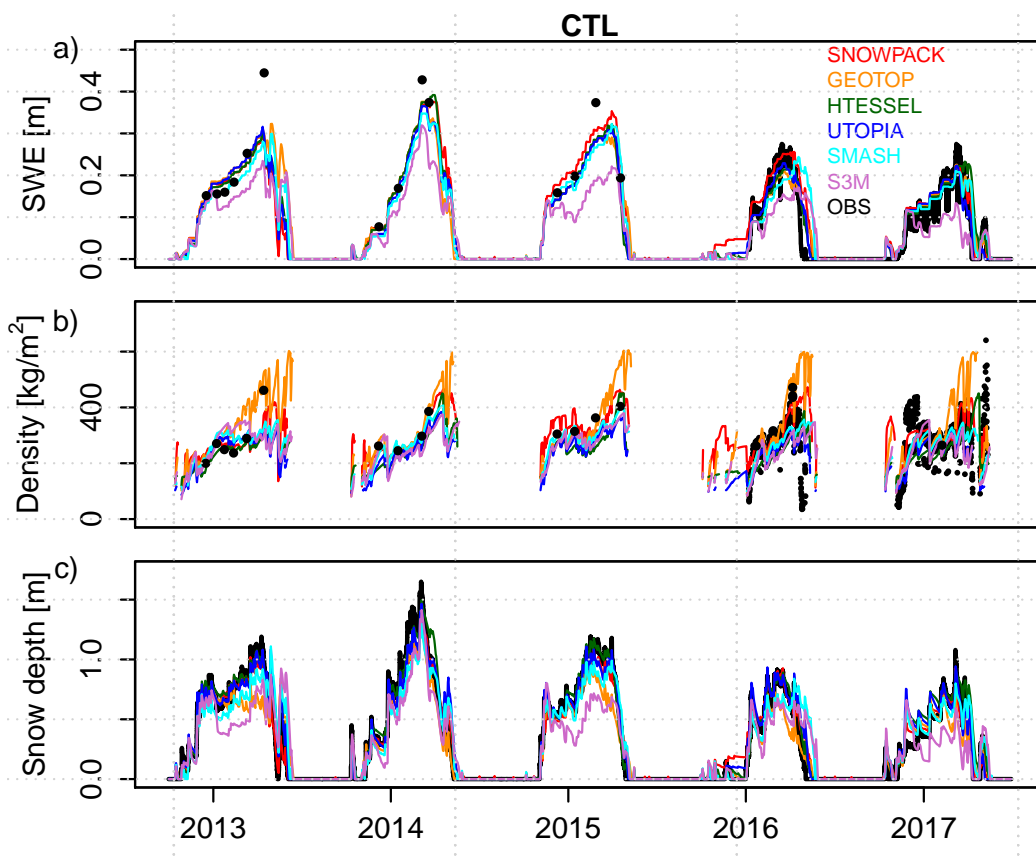 CTL
a)
SWE [m]
0.0 0.2 0.4
SNOWPACK
GEOTOP
HTESSEL
UTOPIA
SMASH
S3M
OBS
b)
Density [kg/m²]
0 400
c)
Snow depth [m]
0.0 1.0
2013 2014 2015 2016 2017